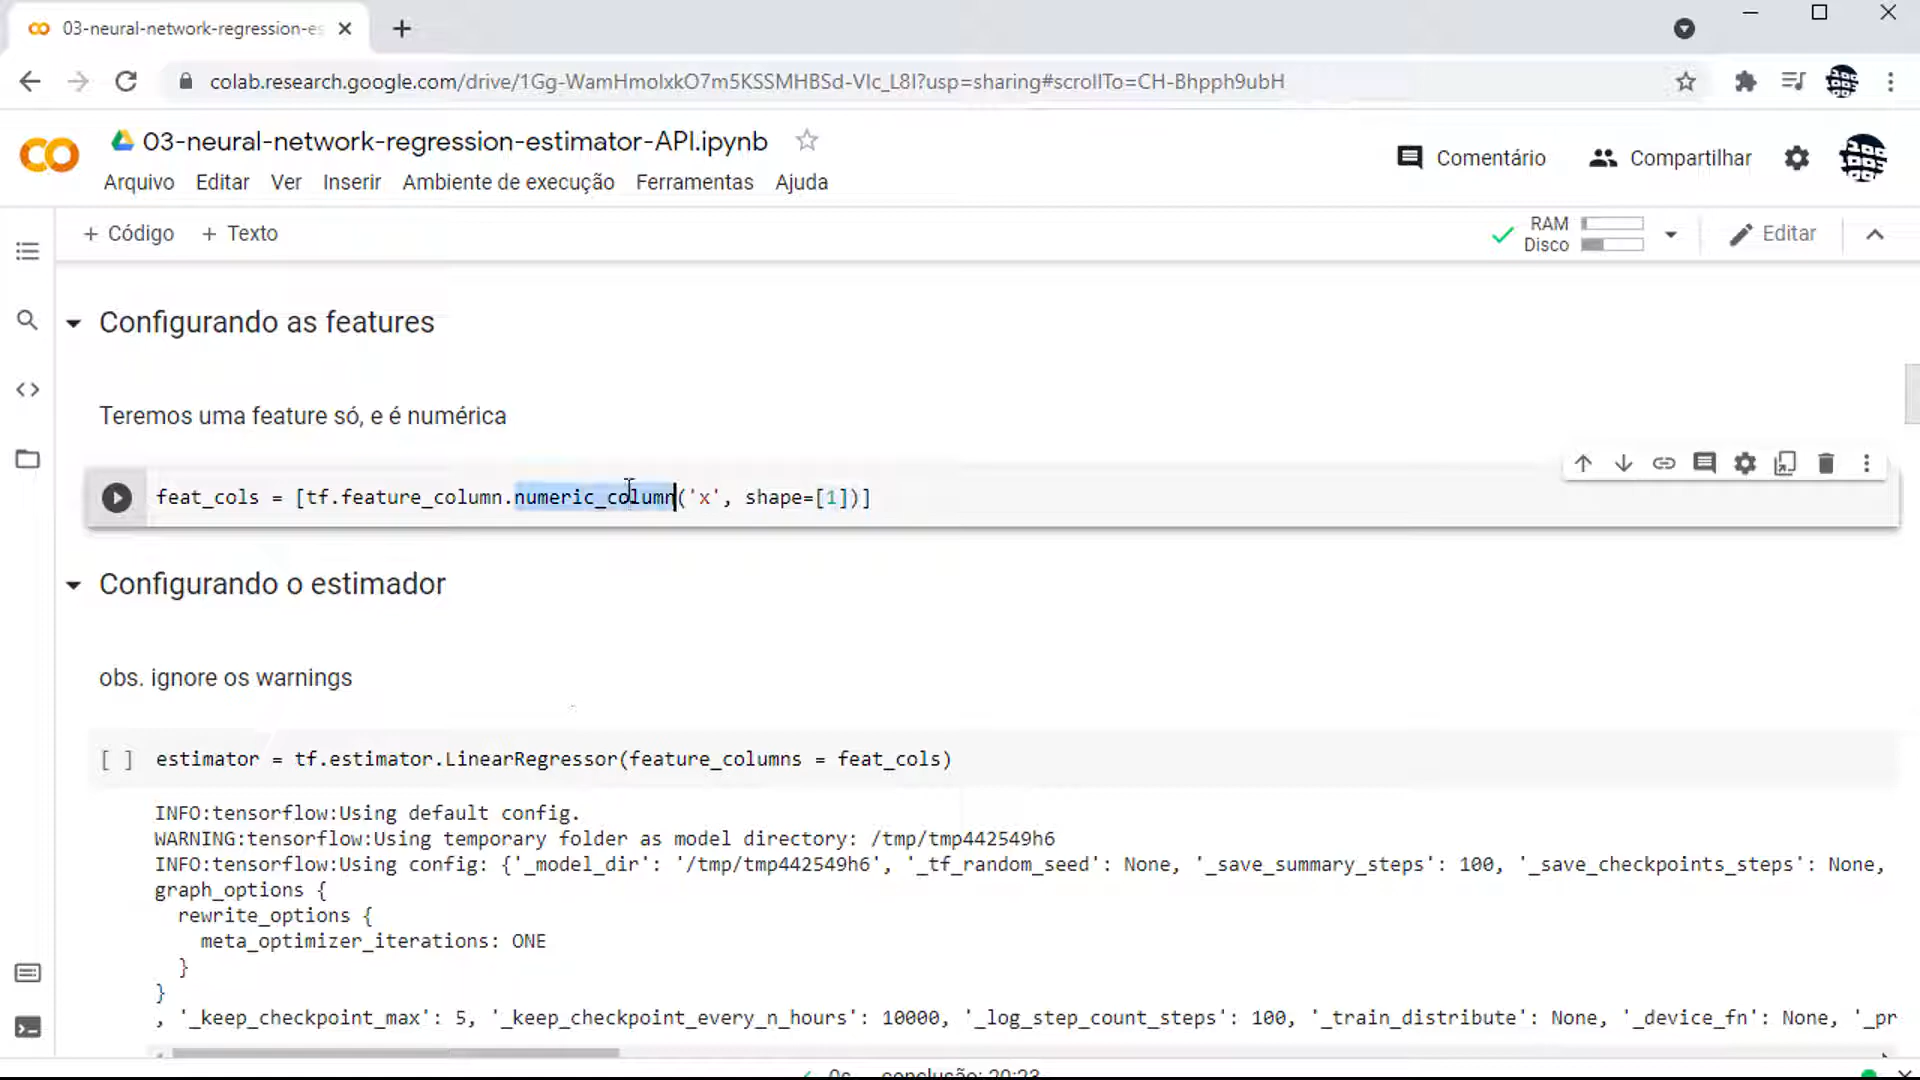 03-neural-network-regression-es
colab.research.google.com/drive/1Gg-WamHmolxkO7m5KSSMHBSd-Vlc_L8I?usp=sharing#scrollTo=CH-Bhpph9ubH
03-neural-network-regression-estimator-API.ipynb
Comentário
Compartilhar
Arquivo Editar Ver Inserir Ambiente de execução Ferramentas Ajuda
+ Código + Texto
RAM
Disco
Editar
Configurando as features
Teremos uma feature só, e é numérica
feat_cols = [tf.feature_column.numeric_column('x', shape=[1])]
Configurando o estimador
obs. ignore os warnings
[ ] estimator = tf.estimator.LinearRegressor(feature_columns = feat_cols)
INFO:tensorflow:Using default config.
WARNING:tensorflow:Using temporary folder as model directory: /tmp/tmp442549h6
INFO:tensorflow:Using config: {'_model_dir': '/tmp/tmp442549h6', '_tf_random_seed': None, '_save_summary_steps': 100, '_save_checkpoints_steps': None,
graph_options {
rewrite_options {
meta_optimizer_iterations: ONE
}
}
, '_keep_checkpoint_max': 5, '_keep_checkpoint_every_n_hours': 10000, '_log_step_count_steps': 100, '_train_distribute': None, '_device_fn': None, '_pr
0s conclusão: 20:23